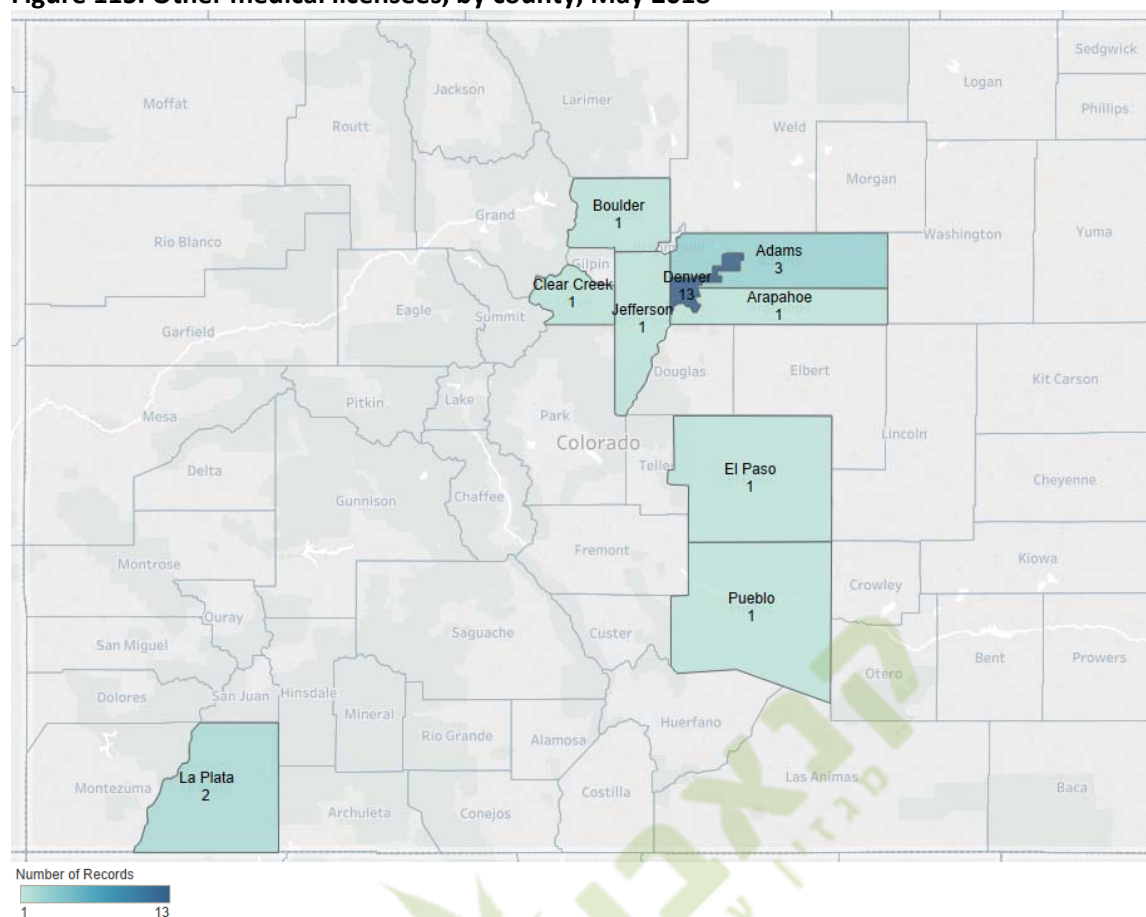 Figure 115. Other medical licensees, by county, May 2018
Sedgwick
Logan
Jackson
Larimer
Moffat
Phillips
Routt
Weld
Morgan
Boulder
1
Grand
Washington
Yuma
Rio Blanco
Adams
3
Gilpin
Denver
13
Clear Creek
1
Arapahoe
1
Jefferson
1
Eagle
Summit
Garfield
Douglas
Elbert
Kit Carson
Pitkin
Lake
Mesa
Park
Lincoln
Colorado
Delta
Teller
El Paso
1
Cheyenne
Gunnison
Chaffee
Fremont
Kiowa
Montrose
Crowley
Pueblo
1
Ouray
San Miguel
Saguache
Custer
Bent
Prowers
Otero
Dolores
San Juan
Hinsdale
Mineral
Huerfano
Rio Grande
Alamosa
La Plata
2
Las Animas
Montezuma
Costilla
Baca
Archuleta
Conejos
קנאבי
מגזין
Number of Records
1
13